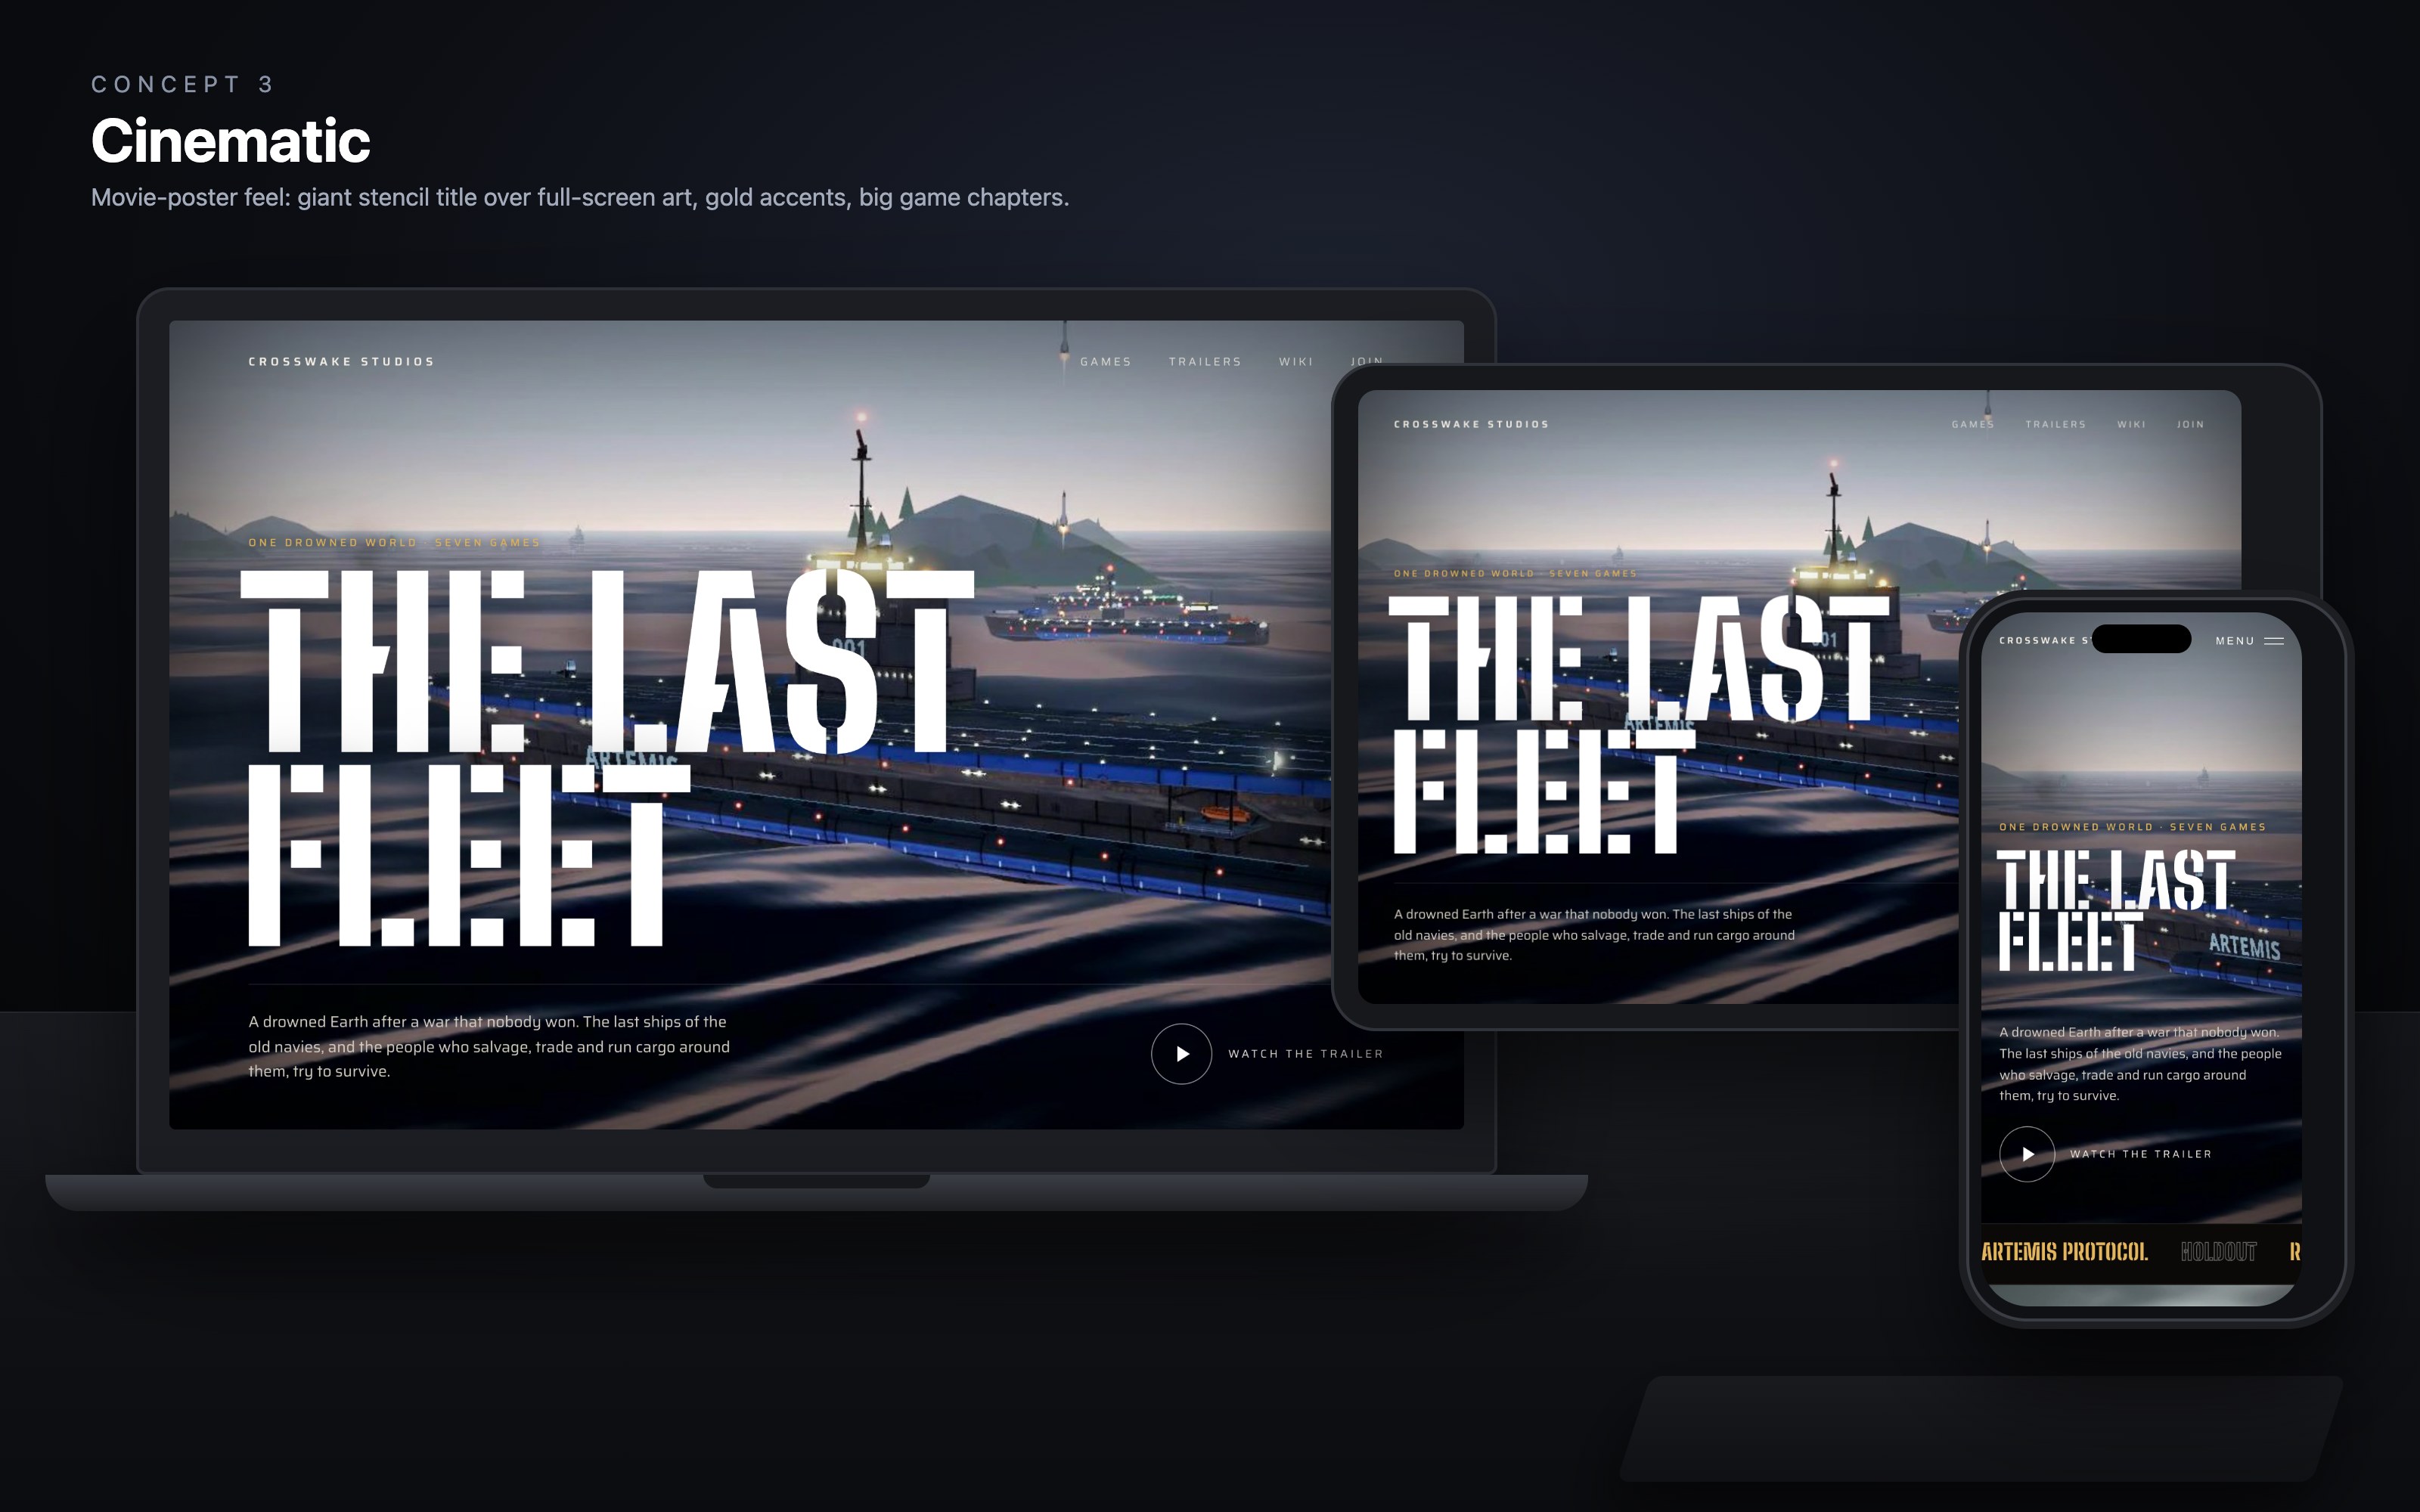 CONCEPT 3
Cinematic
Movie-poster feel: giant stencil title over full-screen art, gold accents, big game chapters.
CROSSWAKE STUDIOS
GAMES TRAILERS WIKI JOIN
ONE DROWNED WORLD · SEVEN GAMES
THE LAST
FLEET
001
ARTEMIS
A drowned Earth after a war that nobody won. The last ships of the
old navies, and the people who salvage, trade and run cargo around
them, try to survive.
WATCH THE TRAILER
CROSSWAKE STUDIOS
GAMES TRAILERS WIKI JOIN
ONE DROWNED WORLD · SEVEN GAMES
THE LAST
FLEET
001
ARTEMIS
A drowned Earth after a war that nobody won. The last ships of the
old navies, and the people who salvage, trade and run cargo around
them, try to survive.
CROSSWAKE S
MENU
ONE DROWNED WORLD · SEVEN GAMES
THE LAST
FLEET
ARTEMIS
A drowned Earth after a war that nobody won.
The last ships of the old navies, and the people
who salvage, trade and run cargo around
them, try to survive.
WATCH THE TRAILER
ARTEMIS PROTOCOL HOLDOUT R